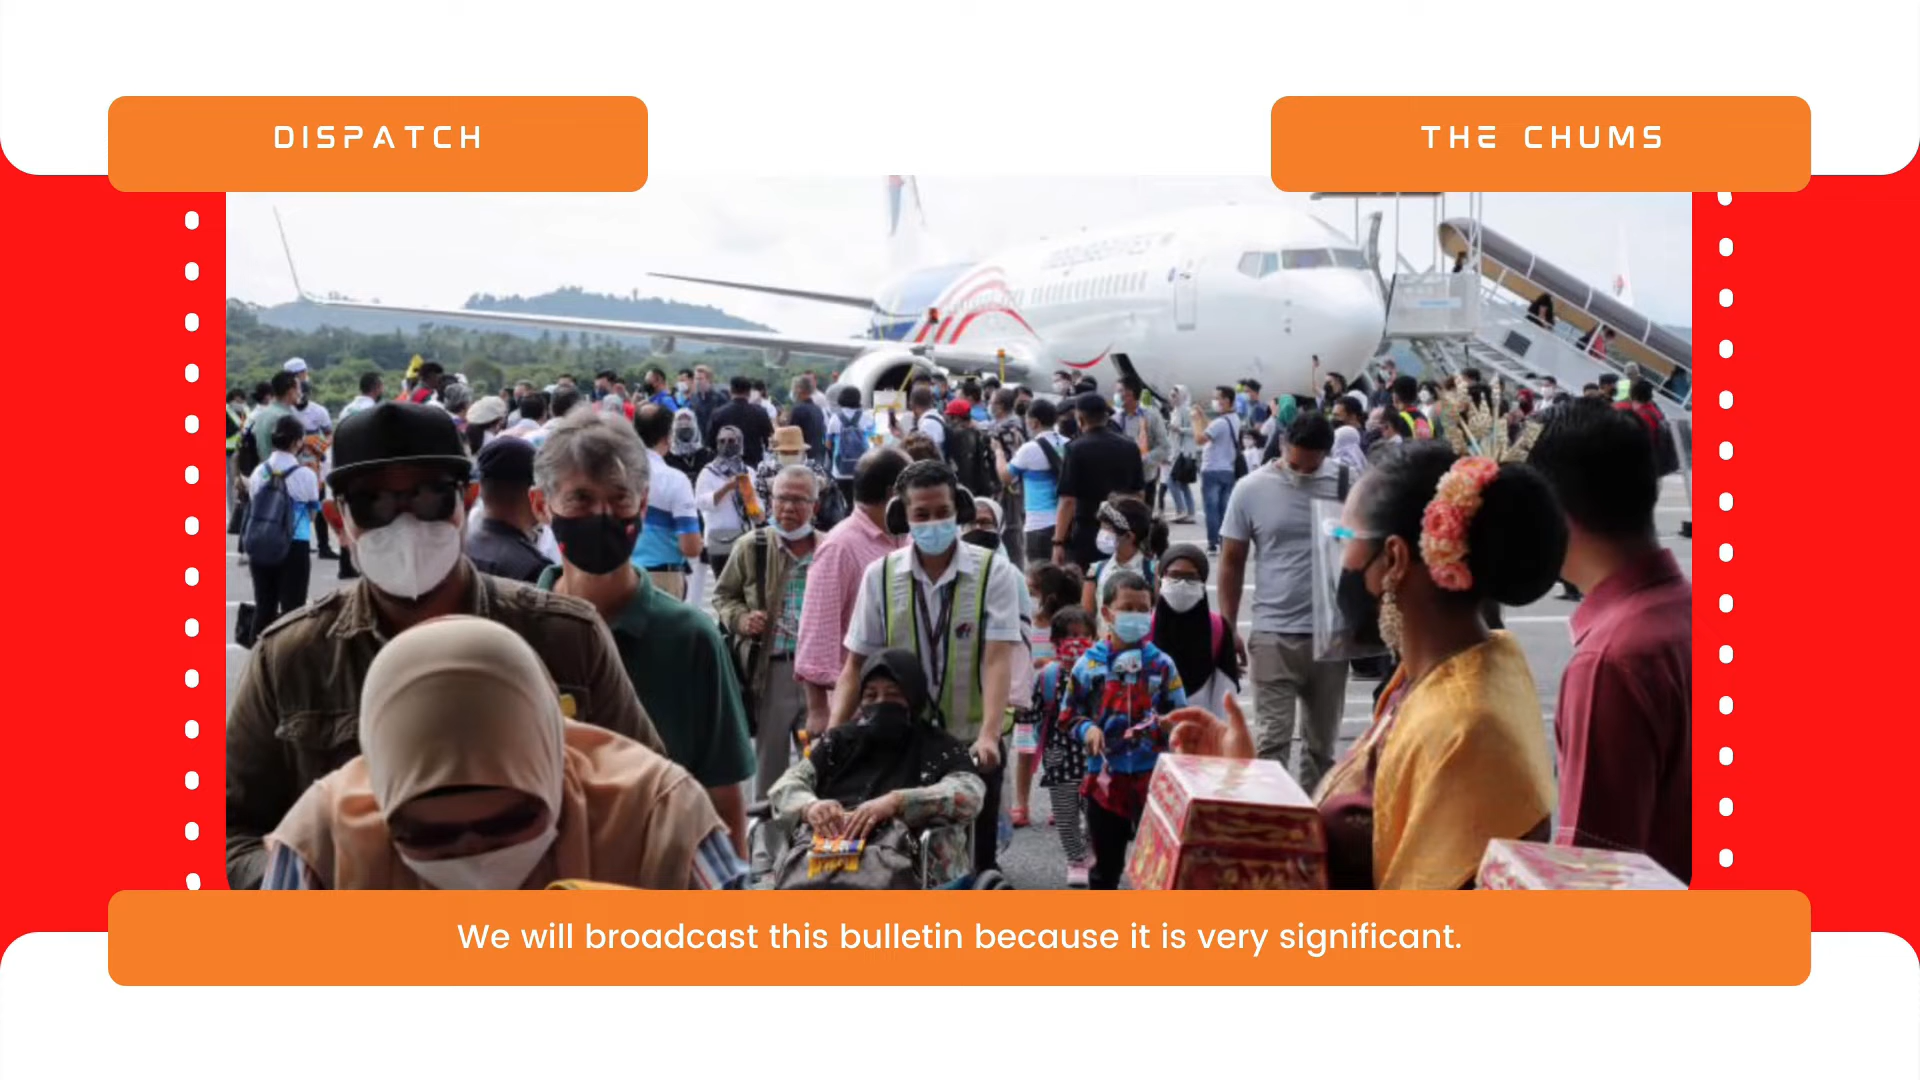 DISPATCH
THE CHUMS
We will broadcast this bulletin because it is very significant.